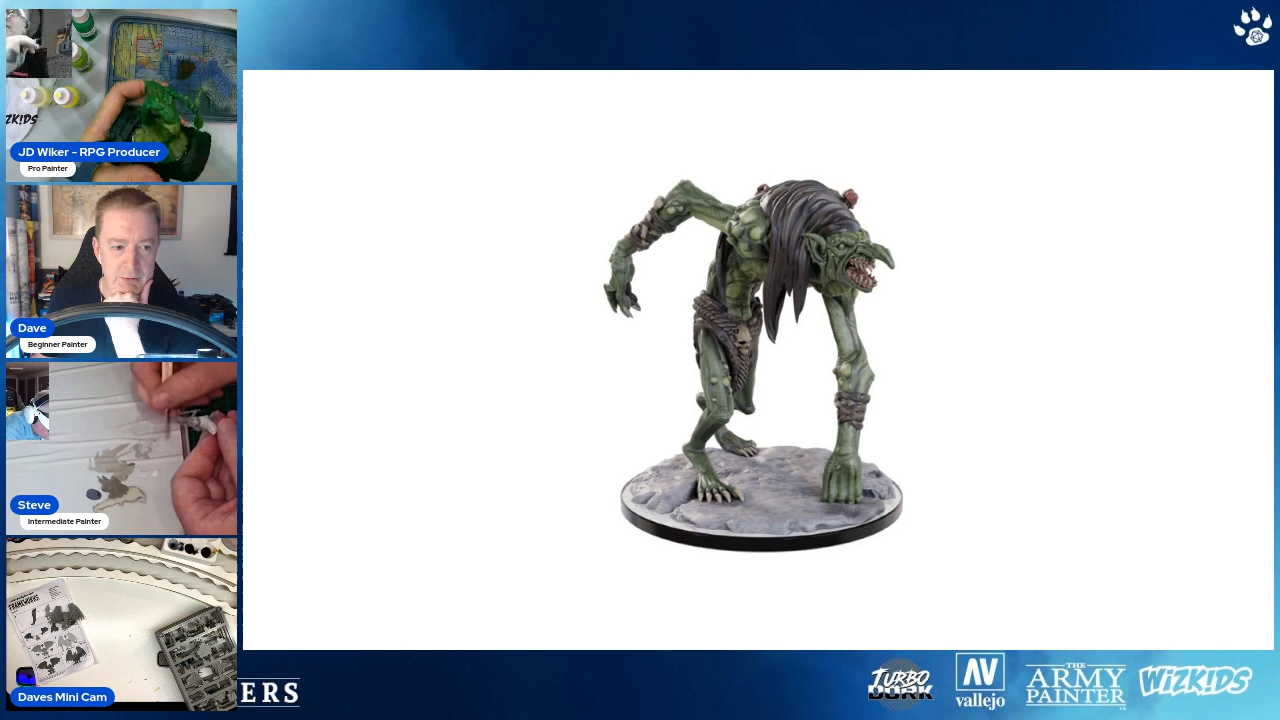 ZK!DS
JD Wiker - RPG Producer
Pro Painter
Dave
Beginner Painter
Steve
Intermediate Painter
FRAMEWORKS
Daves Mini Cam
ERS
TURBO
DORK
AV
vallejo
THE
ARMY
PAINTER
WIZKIDS